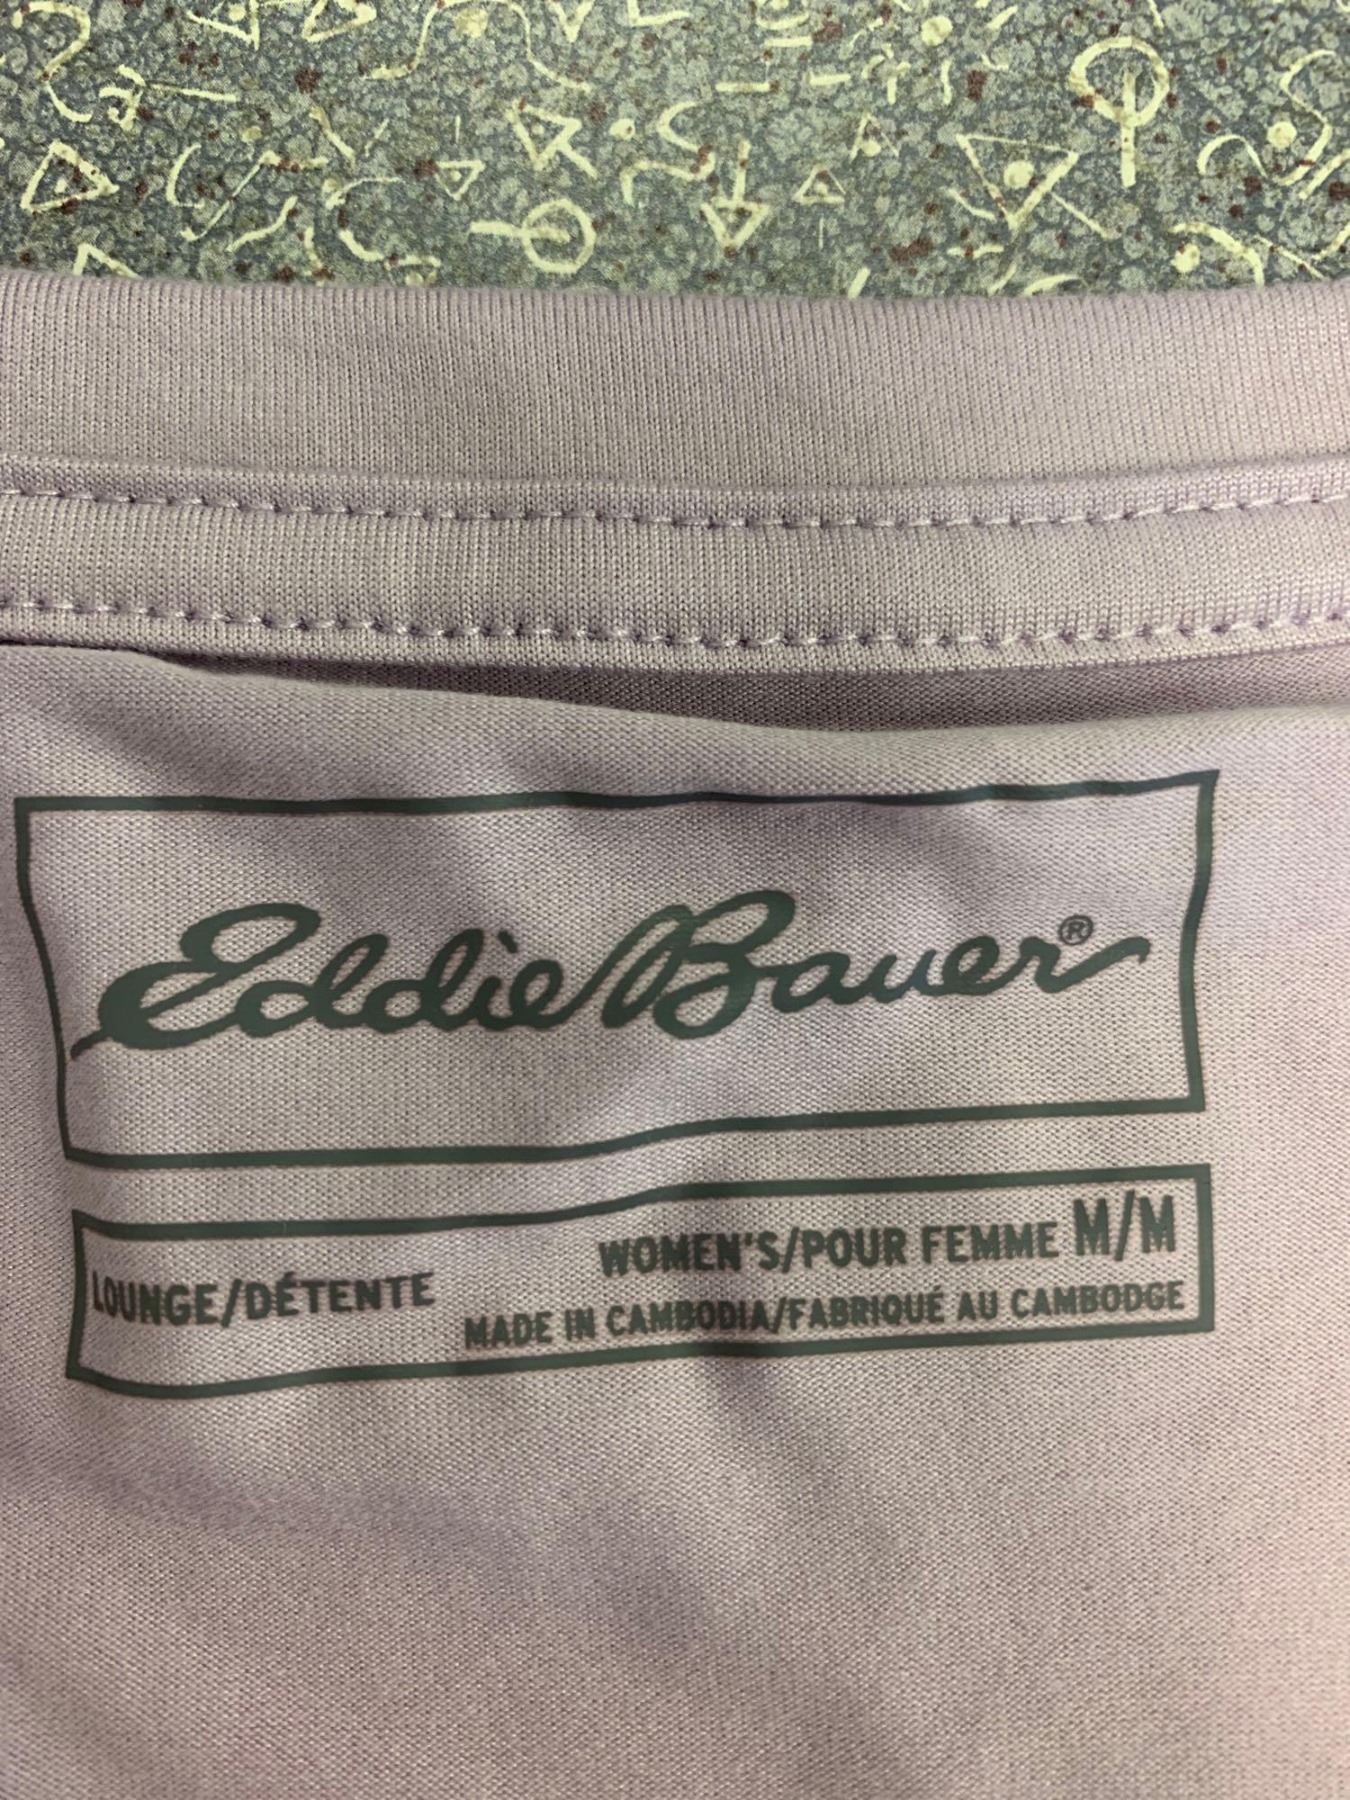 Eddie Bauer®
LOUNGE/DÉTENTE
WOMEN'S/POUR FEMME M/M
MADE IN CAMBODIA/FABRIQUÉ AU CAMBODGE